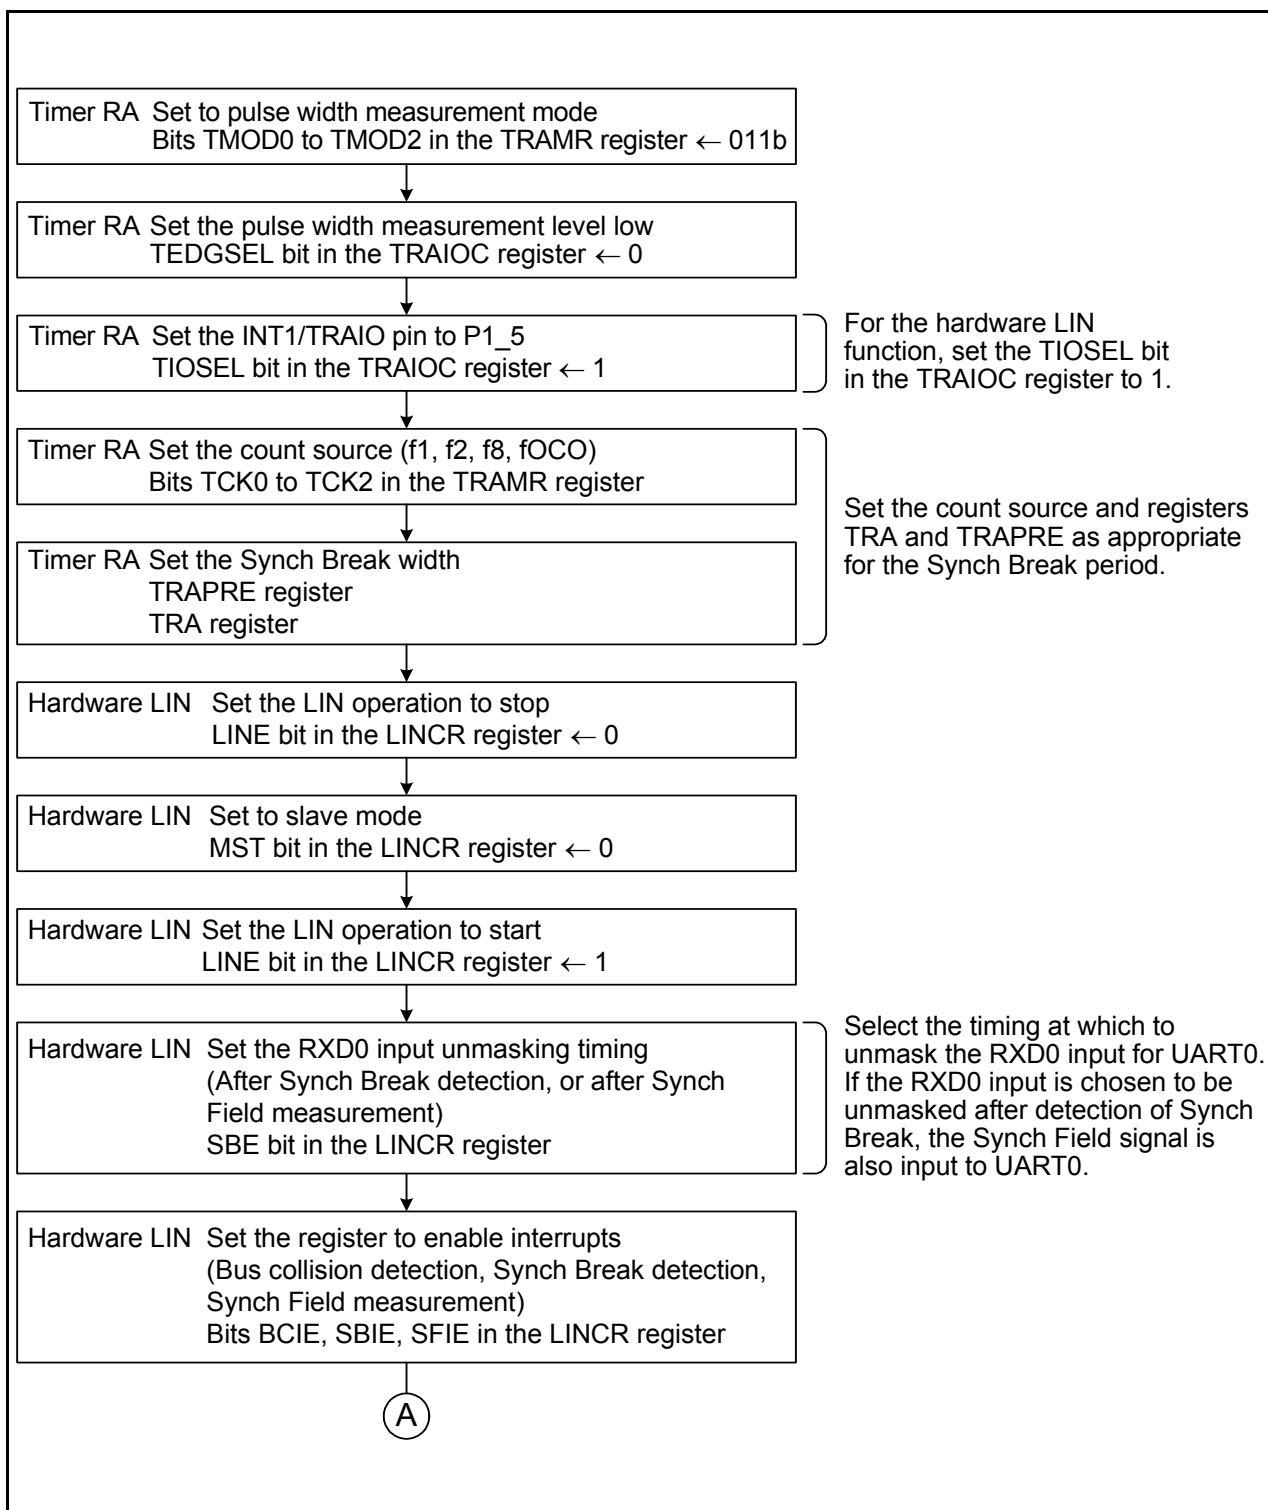 Timer RA Set to pulse width measurement mode
Bits TMOD0 to TMOD2 in the TRAMR register ← 011b
Timer RA Set the pulse width measurement level low
TEDGSEL bit in the TRAIOC register ← 0
Timer RA Set the INT1/TRAIO pin to P1_5
TIOSEL bit in the TRAIOC register ← 1
For the hardware LIN
function, set the TIOSEL bit
in the TRAIOC register to 1.
Timer RA Set the count source (f1, f2, f8, fOCO)
Bits TCK0 to TCK2 in the TRAMR register
Timer RA Set the Synch Break width
TRAPRE register
TRA register
Set the count source and registers
TRA and TRAPRE as appropriate
for the Synch Break period.
Hardware LIN Set the LIN operation to stop
LINE bit in the LINCR register ← 0
Hardware LIN Set to slave mode
MST bit in the LINCR register ← 0
Hardware LIN Set the LIN operation to start
LINE bit in the LINCR register ← 1
Hardware LIN Set the RXD0 input unmasking timing
(After Synch Break detection, or after Synch
Field measurement)
SBE bit in the LINCR register
Select the timing at which to
unmask the RXD0 input for UART0.
If the RXD0 input is chosen to be
unmasked after detection of Synch
Break, the Synch Field signal is
also input to UART0.
Hardware LIN Set the register to enable interrupts
(Bus collision detection, Synch Break detection,
Synch Field measurement)
Bits BCIE, SBIE, SFIE in the LINCR register
A